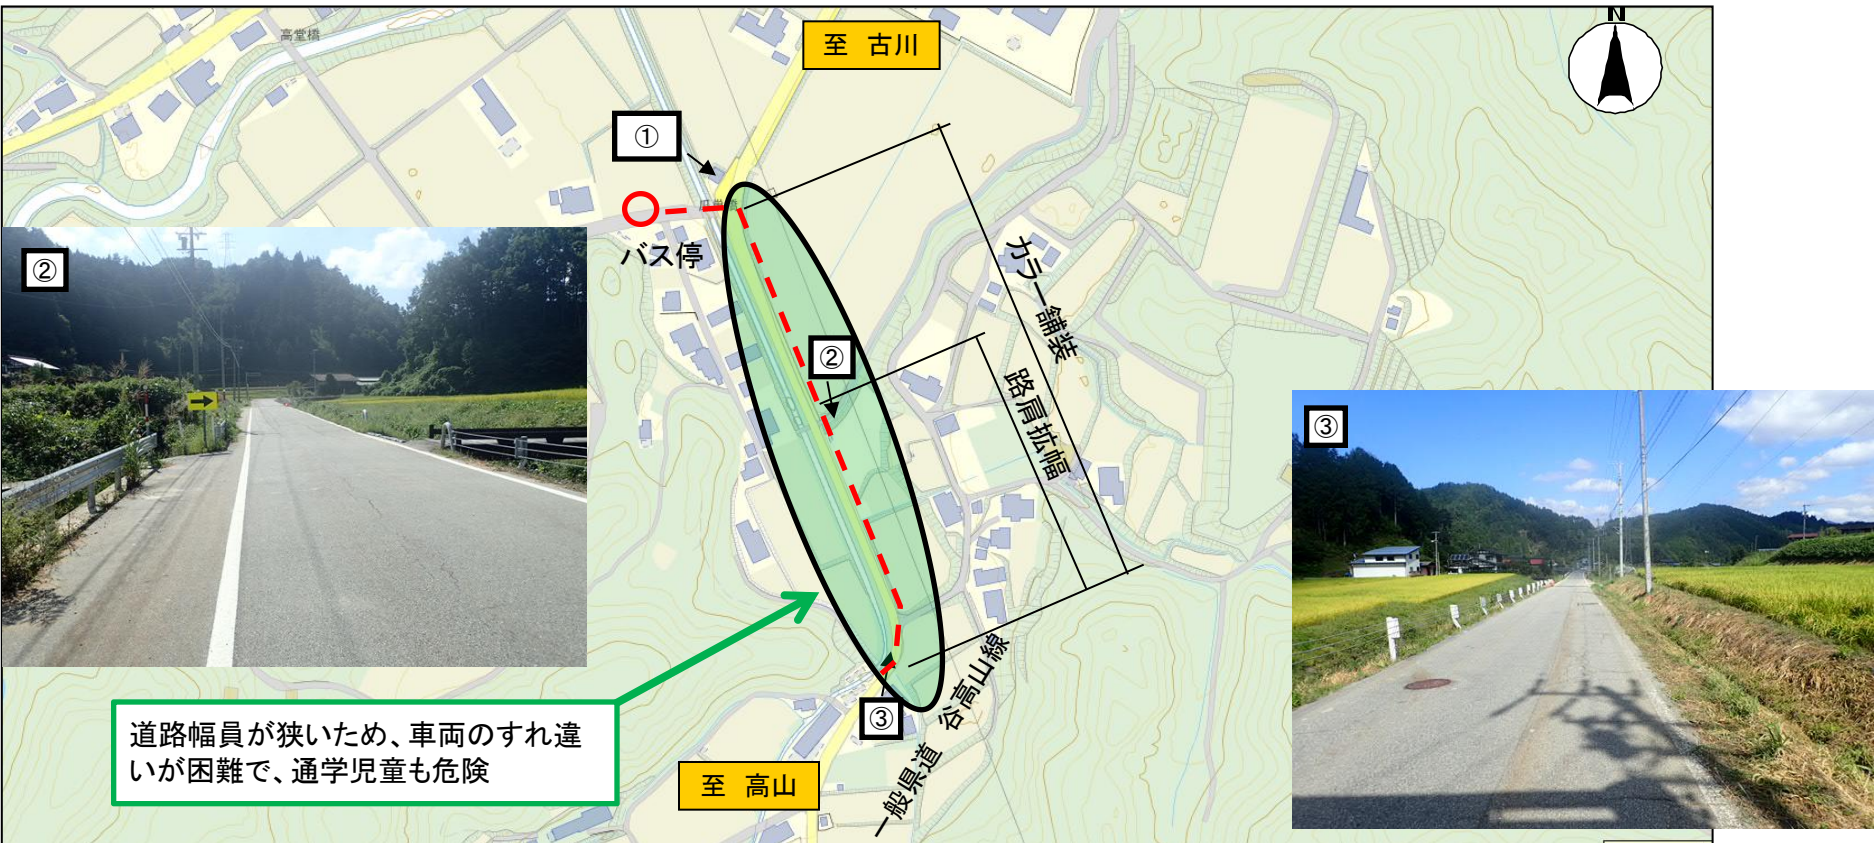 高堂橋
至 古川
N
①
バス停
②
②
カラー舗装
路肩拡幅
③
道路幅員が狭いため、車両のすれ違
いが困難で、通学児童も危険
③
至 高山
一般県道 谷高山線